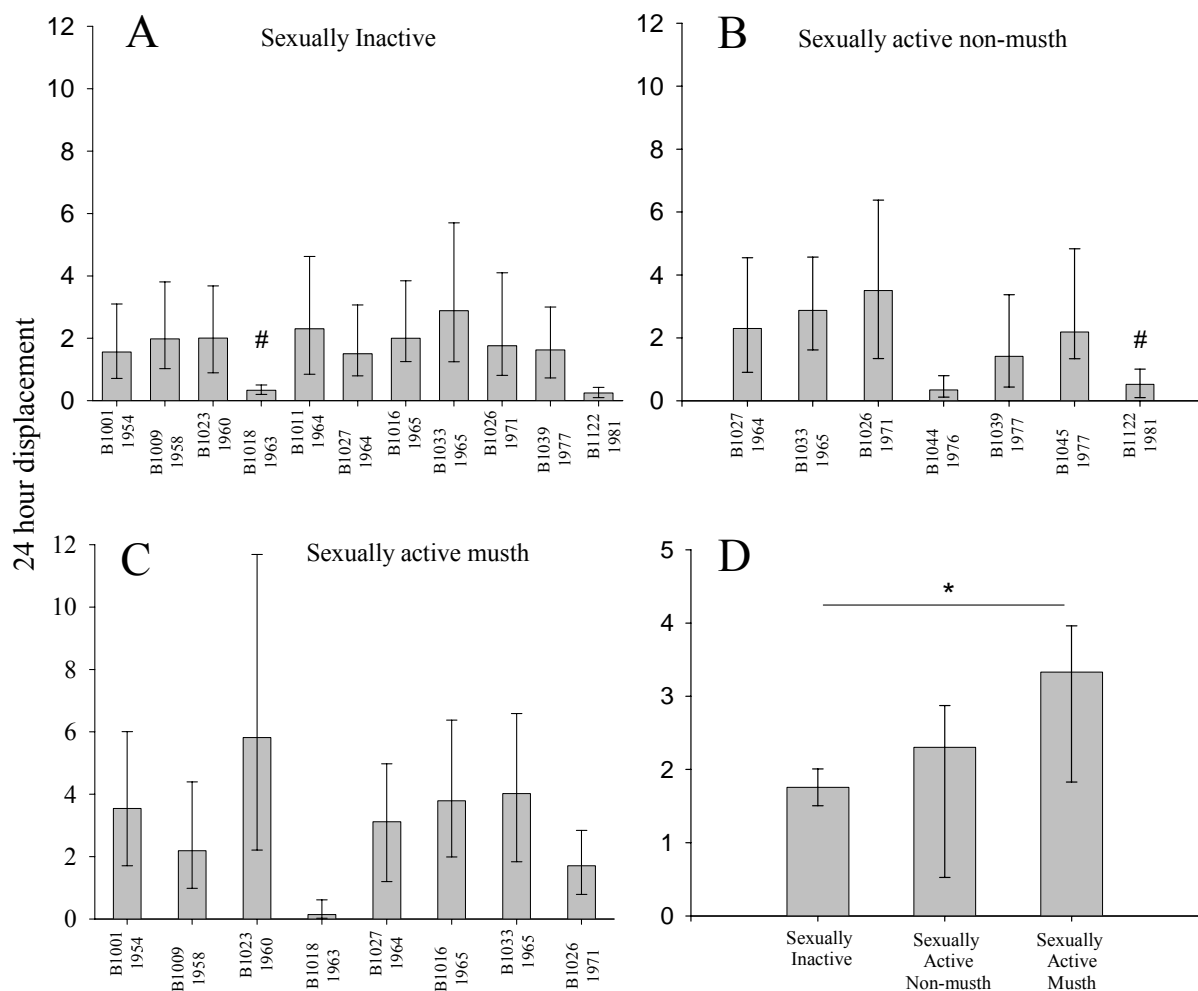 24 hour displacement
A
Sexually Inactive
12
10
8
6
4
2
0
#
B1001
1954
B1009
1958
B1023
1960
B1018
1963
B1011
1964
B1027
1964
B1016
1965
B1033
1965
B1026
1971
B1039
1977
B1122
1981
B
Sexually active non-musth
12
10
8
6
4
2
0
#
B1027
1964
B1033
1965
B1026
1971
B1044
1976
B1039
1977
B1045
1977
B1122
1981
C
Sexually active musth
12
10
8
6
4
2
0
B1001
1954
B1009
1958
B1023
1960
B1018
1963
B1027
1964
B1016
1965
B1033
1965
B1026
1971
D
5
4
3
2
1
0
*
Sexually
Inactive
Sexually
Active
Non-musth
Sexually
Active
Musth